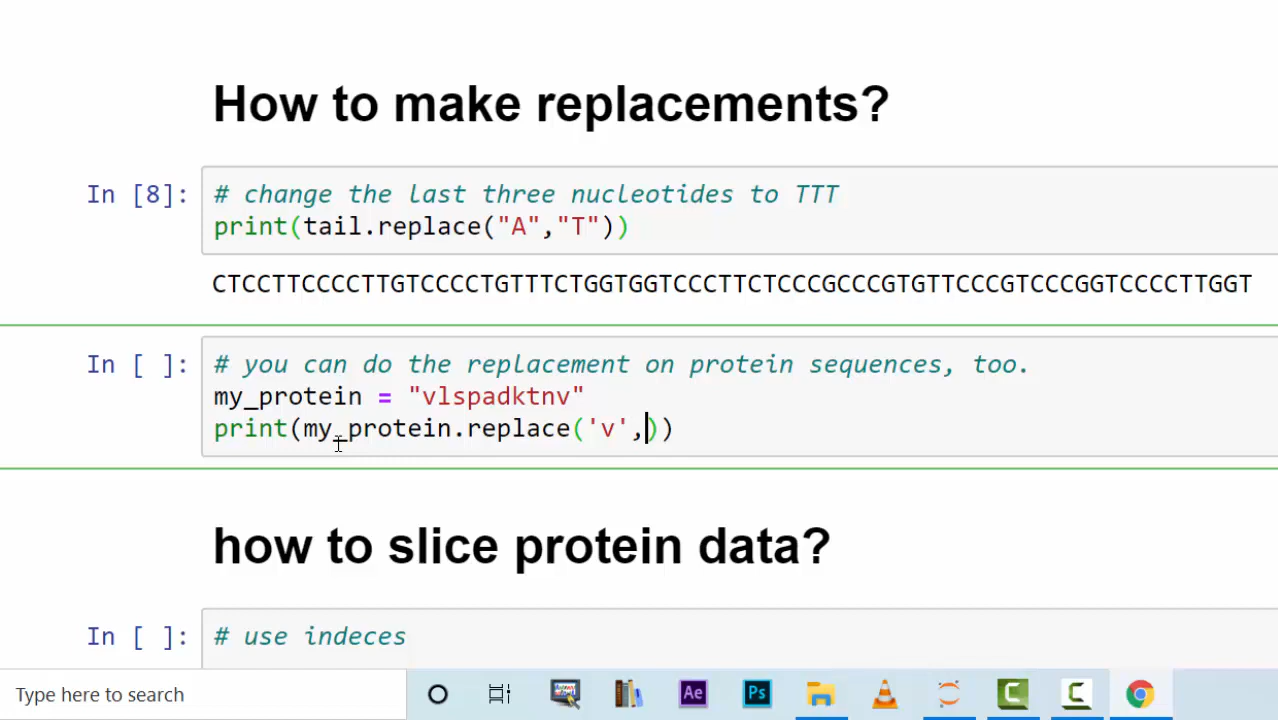 How to make replacements?
In [8]:
# change the last three nucleotides to TTT
print(tail.replace("A","T"))
CTCCTTCCCCTTGTCCCCTGTTTCTGGTGGTCCCTTCTCCCGCCCGTGTTCCCGTCCCGGTCCCCTTGGT
In [ ]:
# you can do the replacement on protein sequences, too.
my_protein = "vlspadktnv"
print(my_protein.replace('v',))
how to slice protein data?
In [ ]:
# use indeces
Type here to search
Ae
Ps